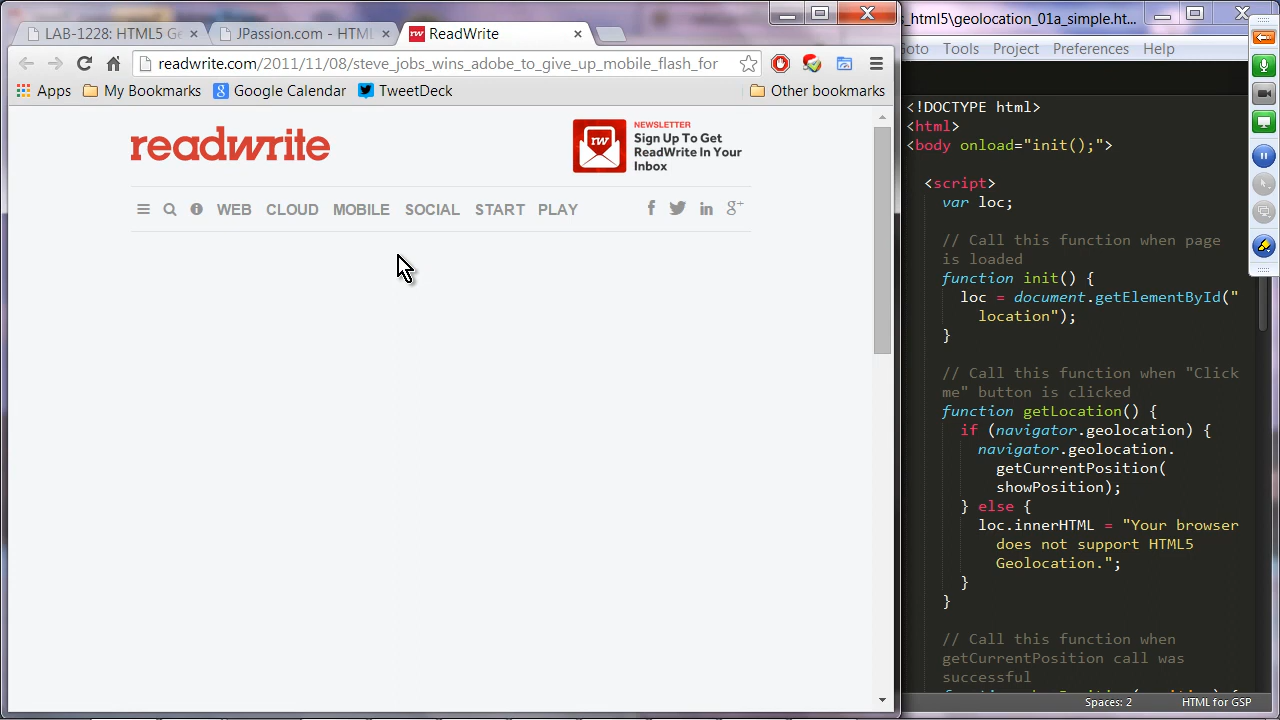 LAB-1228: HTML5 Ge
JPassion.com - HTML
ReadWrite
readwrite.com/2011/11/08/steve_jobs_wins_adobe_to_give_up_mobile_flash_for
Apps
My Bookmarks
Google Calendar
TweetDeck
Other bookmarks
readwrite
rw
NEWSLETTER
Sign Up To Get
ReadWrite In Your
Inbox
WEB CLOUD MOBILE SOCIAL START PLAY
s_html5\geolocation_01a_simple.ht...
Goto Tools Project Preferences Help
<!DOCTYPE html>
<html>
<body onload="init();">
<script>
var loc;
// Call this function when page
is loaded
function init() {
loc = document.getElementById("
location");
}
// Call this function when "Click
me" button is clicked
function getLocation() {
if (navigator.geolocation) {
navigator.geolocation.
getCurrentPosition(
showPosition);
} else {
loc.innerHTML = "Your browser
does not support HTML5
Geolocation.";
}
}
// Call this function when
getCurrentPosition call was
successful
Spaces: 2
HTML for GSP